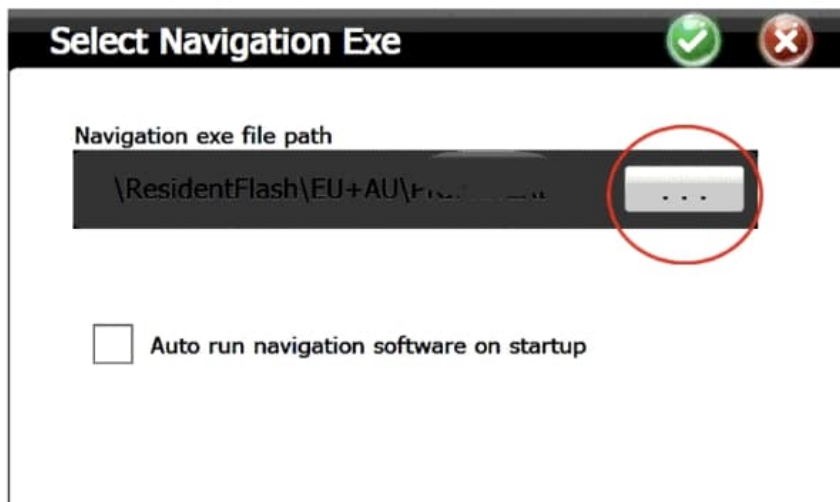 Select Navigation Exe
Navigation exe file path
\ResidentFlash\EU+AU\
. . .
Auto run navigation software on startup